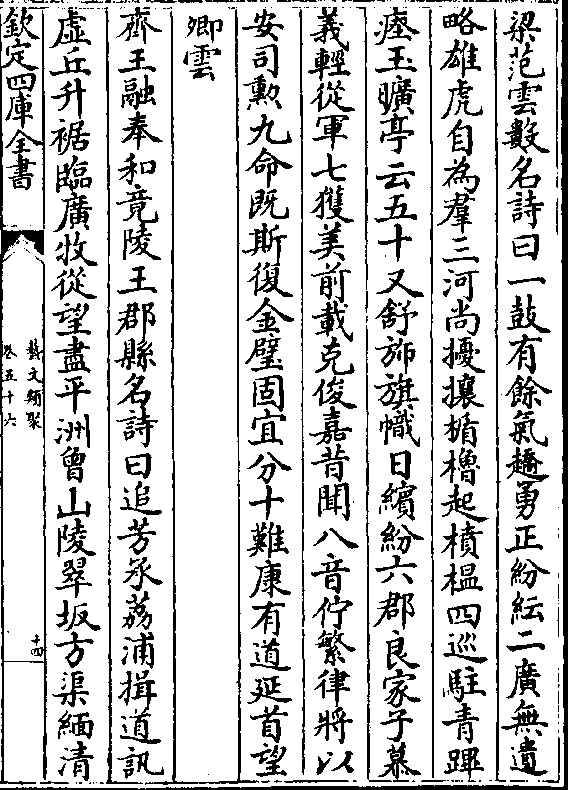 梁范雲數名詩曰一鼓有餘氣趫勇正紛紜二廣無遺
略雄虎自為羣三河尚擾攘楯櫓起槓榅四巡駐青蹕
瘞玉曠亭云五十又舒斾旗幟日繽紛六郡良家子慕
義輕從軍七獲美前載克俊嘉昔聞八音佇繁律將以
安司勲九命既斯復金璧固宜分十難康有道延首望
卿雲
齊王融奉和竟陵王郡縣名詩曰追芳承荔浦揖道訊
虛丘升裾臨廣牧從望盡平洲曾山陵翠坂方渠緬清
欽定四庫全書
藝文類聚
卷五十六
十四